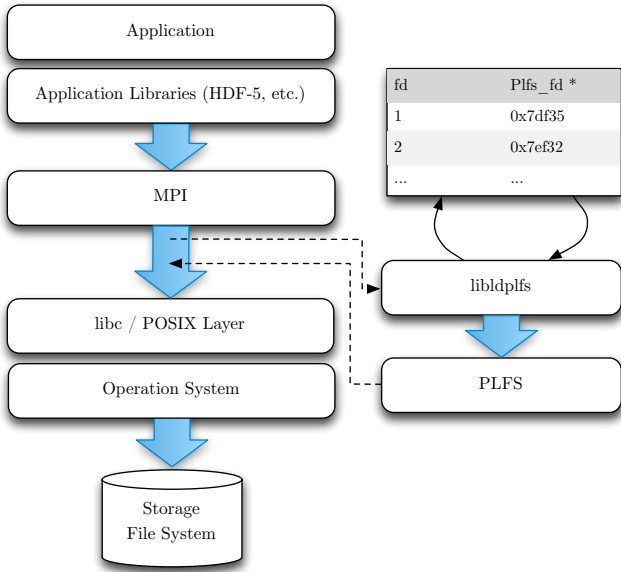 Application
Application Libraries (HDF-5, etc.)
MPI
libc / POSIX Layer
Operation System
Storage
File System
fd Plfs_fd *
1 0x7df35
2 0x7ef32
... ...
libldplfs
PLFS